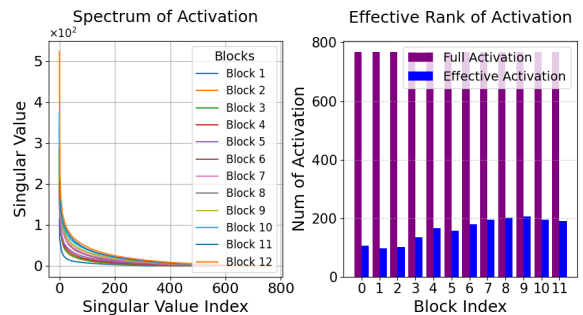 Spectrum of Activation
×10²
5
4
3
2
1
0
0
200
400
600
800
Singular Value
Singular Value Index
Blocks
Block 1
Block 2
Block 3
Block 4
Block 5
Block 6
Block 7
Block 8
Block 9
Block 10
Block 11
Block 12
Effective Rank of Activation
800
600
400
200
0
0 1 2 3 4 5 6 7 8 9 10 11
Num of Activation
Block Index
Full Activation
Effective Activation